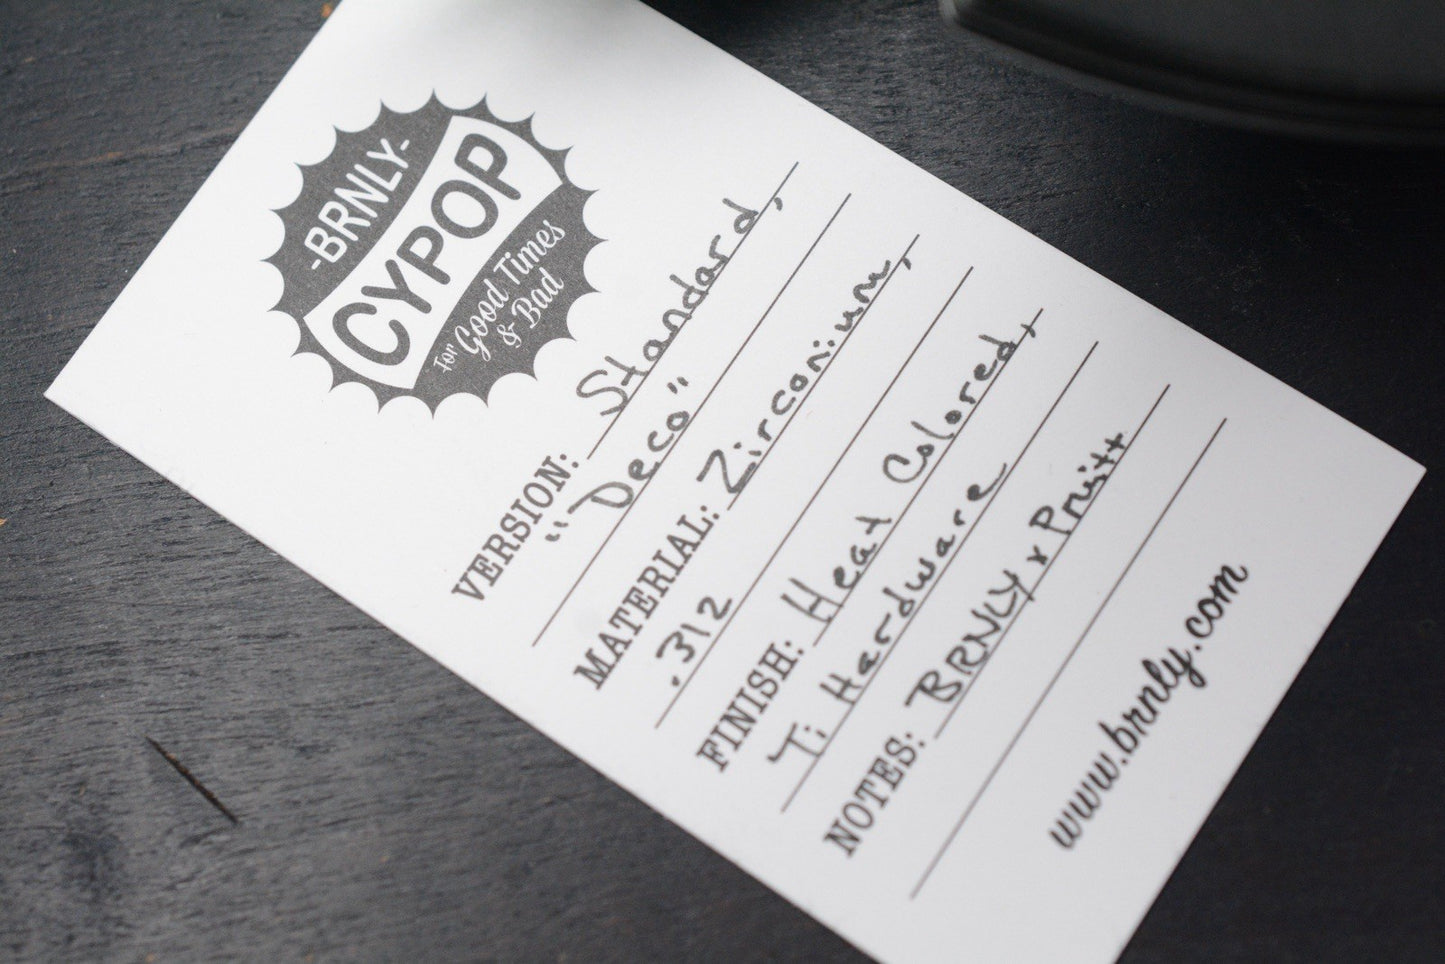 -BRNLY-
CYPOP
For Good Times
& Bad
VERSION: Standard,
"Deco"
MATERIAL: Zirconium,
.312
FINISH: Heat Colored,
Ti Hardware
NOTES: BRNLY x Pruitt
www.brnly.com